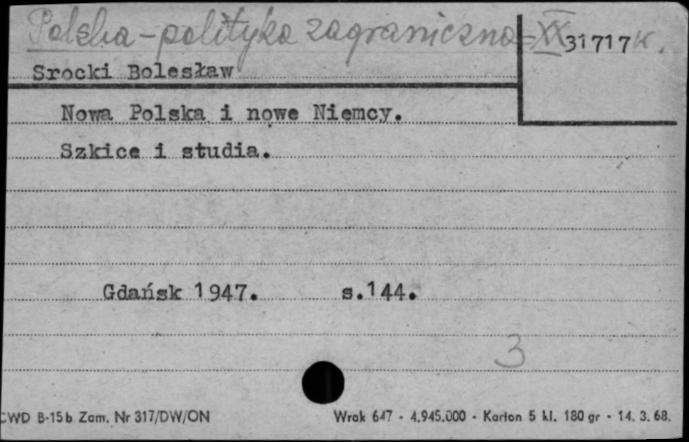 Polska - polityka zagraniczna - XX
31717 K.
Srocki Bolesław
Nowa Polska i nowe Niemcy.
Szkice i studia.
Gdańsk 1947. s.144.
3
CWD B-15b Zam. Nr 317/DW/ON Wrak 647 - 4.945.000 - Karton 5 kl. 180 gr - 14. 3. 68.